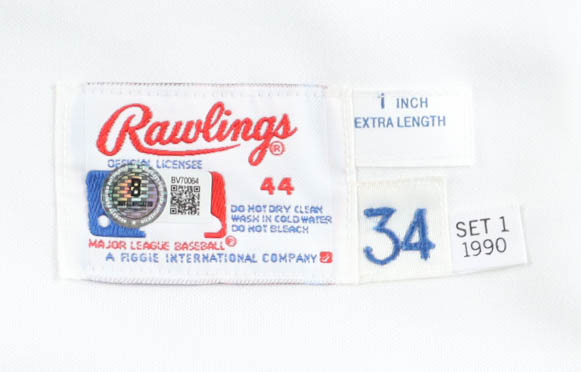 Rawlings®
OFFICIAL LICENSEE
8
BV70064
44
DO NOT DRY CLEAN
WASH IN COLD WATER
DO NOT BLEACH
MAJOR LEAGUE BASEBALL®
A FIGGIE INTERNATIONAL COMPANY
1 INCH
EXTRA LENGTH
34
SET 1
1990